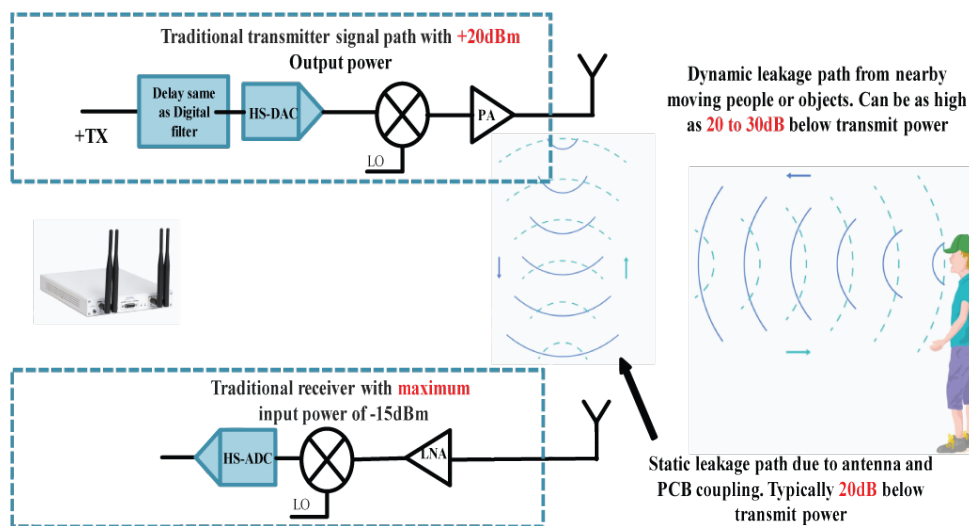 Traditional transmitter signal path with +20dBm
Output power
Delay same
as Digital
filter
HS-DAC
PA
+TX
LO
Dynamic leakage path from nearby
moving people or objects. Can be as high
as 20 to 30dB below transmit power
Traditional receiver with maximum
input power of -15dBm
HS-ADC
LNA
LO
Static leakage path due to antenna and
PCB coupling. Typically 20dB below
transmit power